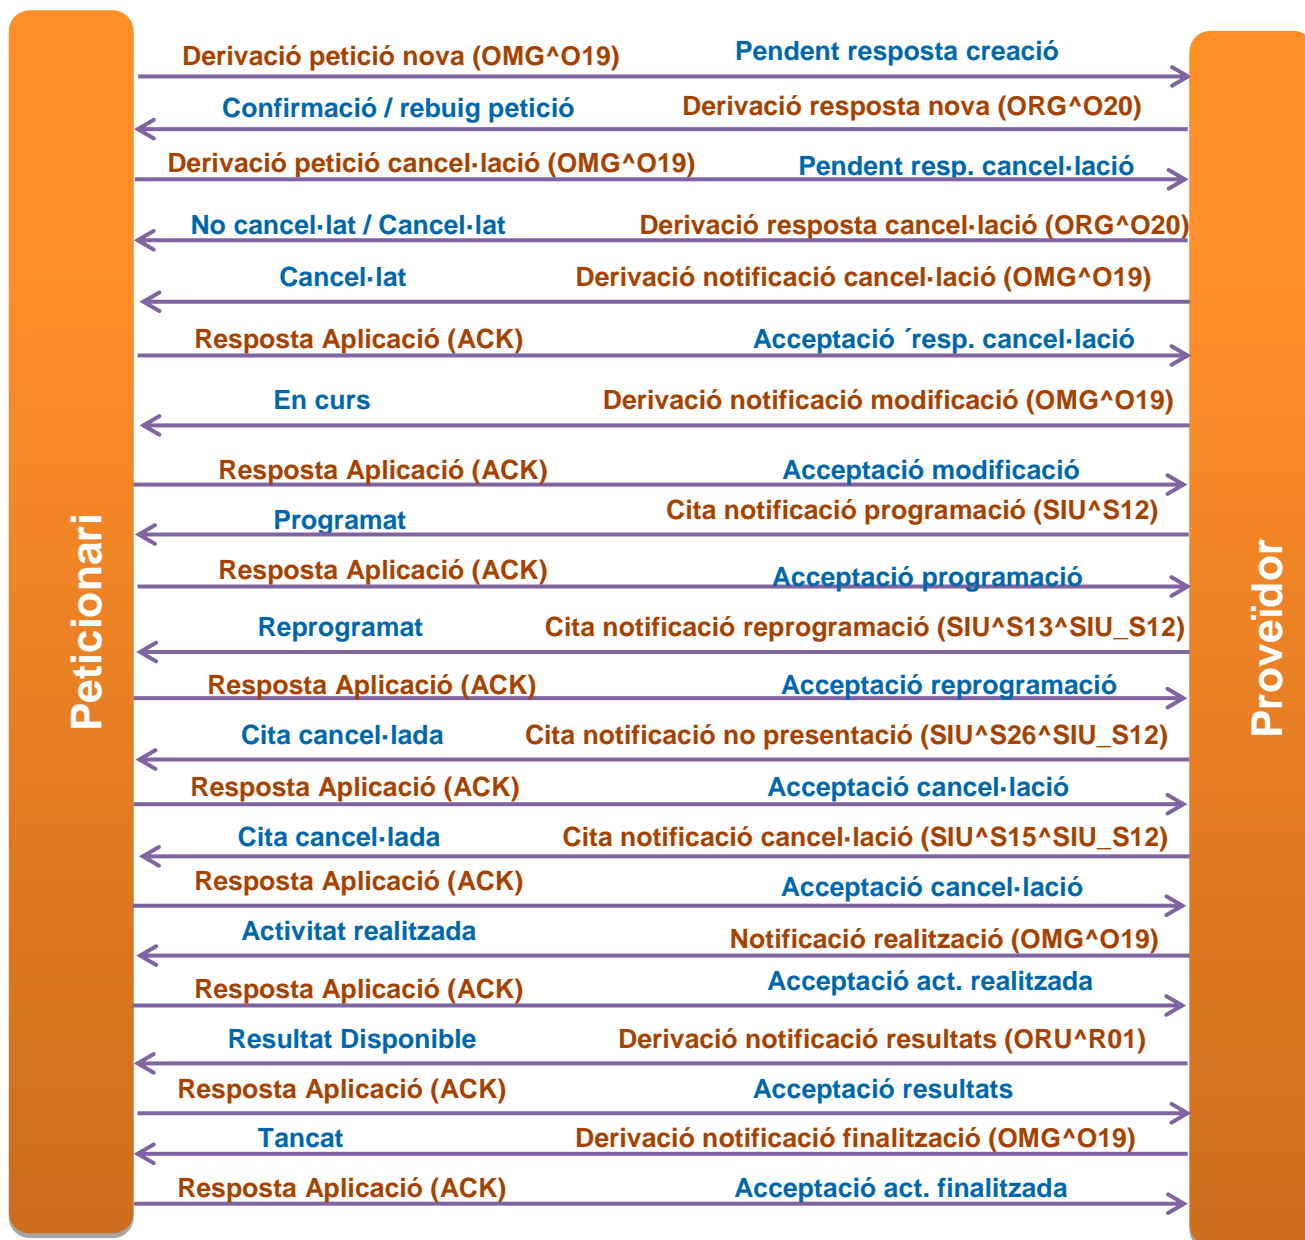 Derivació petició nova (OMG^O19) Pendent resposta creació
Confirmació / rebuig petició Derivació resposta nova (ORG^O20)
Derivació petició cancel·lació (OMG^O19) Pendent resp. cancel·lació
No cancel·lat / Cancel·lat Derivació resposta cancel·lació (ORG^O20)
Cancel·lat Derivació notificació cancel·lació (OMG^O19)
Resposta Aplicació (ACK) Acceptació ´resp. cancel·lació
En curs Derivació notificació modificació (OMG^O19)
Resposta Aplicació (ACK) Acceptació modificació
Programat Cita notificació programació (SIU^S12)
Resposta Aplicació (ACK) Acceptació programació
Reprogramat Cita notificació reprogramació (SIU^S13^SIU_S12)
Resposta Aplicació (ACK) Acceptació reprogramació
Cita cancel·lada Cita notificació no presentació (SIU^S26^SIU_S12)
Resposta Aplicació (ACK) Acceptació cancel·lació
Cita cancel·lada Cita notificació cancel·lació (SIU^S15^SIU_S12)
Resposta Aplicació (ACK) Acceptació cancel·lació
Activitat realitzada Notificació realització (OMG^O19)
Resposta Aplicació (ACK) Acceptació act. realitzada
Resultat Disponible Derivació notificació resultats (ORU^R01)
Resposta Aplicació (ACK) Acceptació resultats
Tancat Derivació notificació finalització (OMG^O19)
Resposta Aplicació (ACK) Acceptació act. finalitzada
Peticionari
Proveïdor